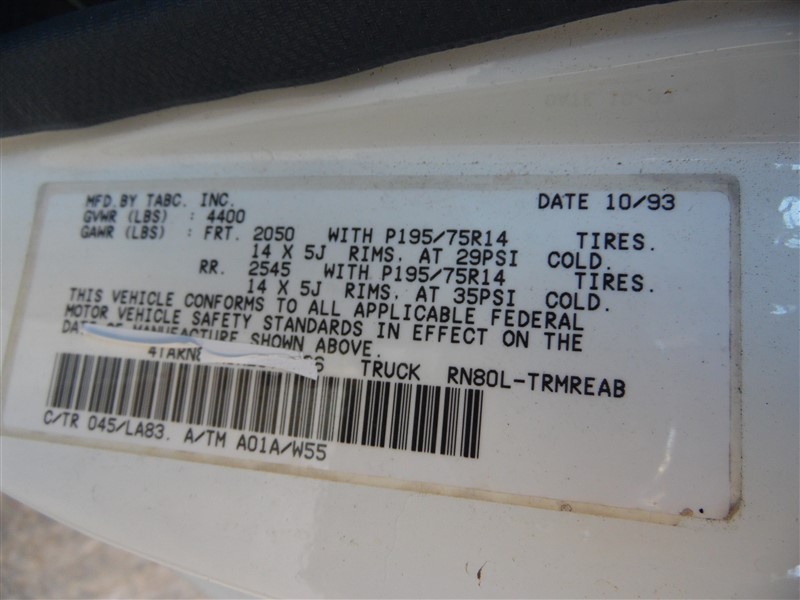 MFD.BY TABC. INC. DATE 10/93
GVWR (LBS) : 4400
GAWR (LBS) : FRT. 2050 WITH P195/75R14 TIRES.
14 X 5J RIMS. AT 29PSI COLD.
RR. 2545 WITH P195/75R14 TIRES.
14 X 5J RIMS. AT 35PSI COLD.
THIS VEHICLE CONFORMS TO ALL APPLICABLE FEDERAL
MOTOR VEHICLE SAFETY STANDARDS IN EFFECT ON THE
DATE OF MANUFACTURE SHOWN ABOVE.
TRUCK RN80L-TRMREAB
C/TR 045/LA83. A/TM A01A/W55